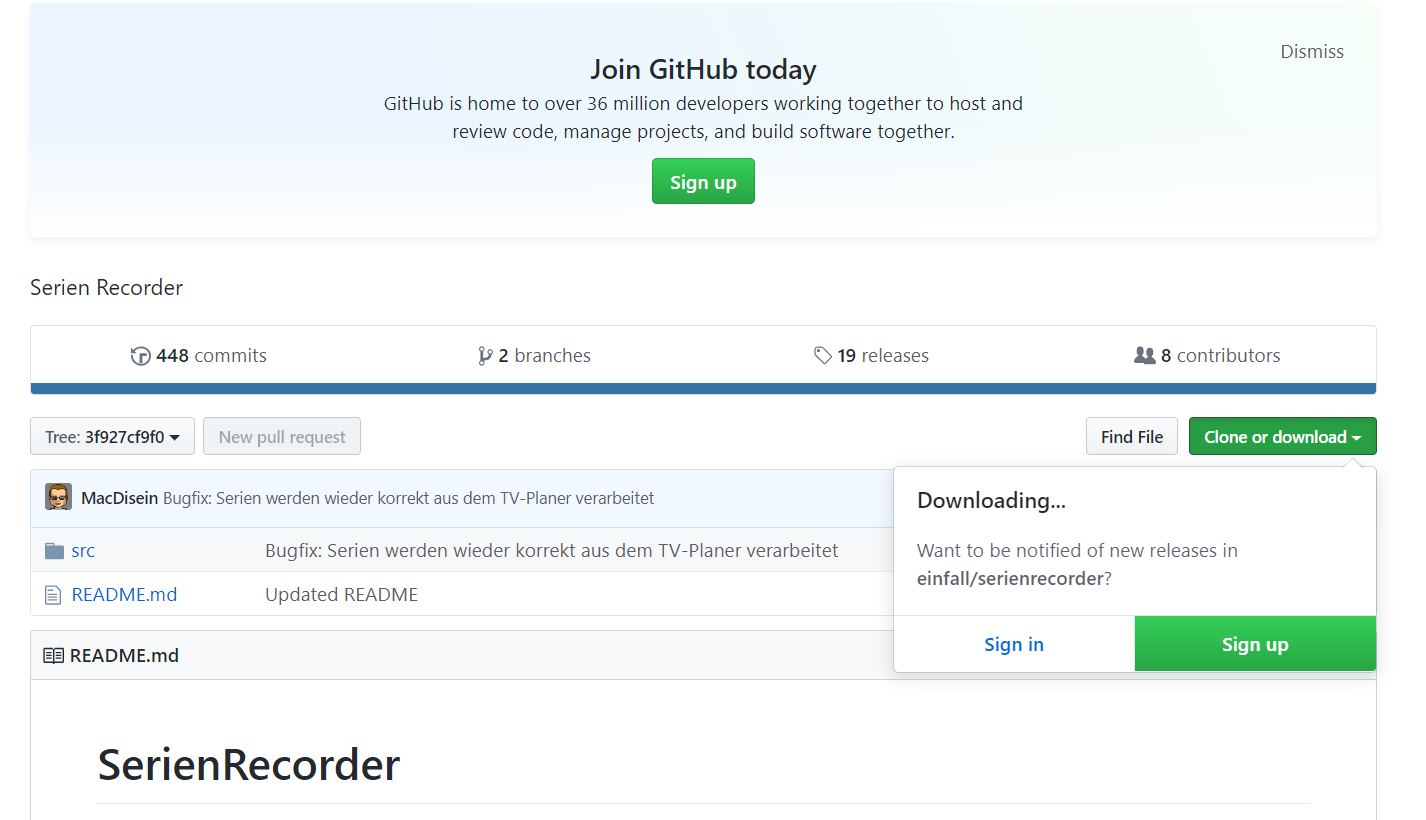 Dismiss
Join GitHub today
GitHub is home to over 36 million developers working together to host and
review code, manage projects, and build software together.
Sign up
Serien Recorder
448 commits
2 branches
19 releases
8 contributors
Tree: 3f927cf9f0
New pull request
Find File
Clone or download
MacDisein Bugfix: Serien werden wieder korrekt aus dem TV-Planer verarbeitet
src Bugfix: Serien werden wieder korrekt aus dem TV-Planer verarbeitet
README.md Updated README
Downloading...
Want to be notified of new releases in
einfall/serienrecorder?
Sign in
Sign up
README.md
SerienRecorder